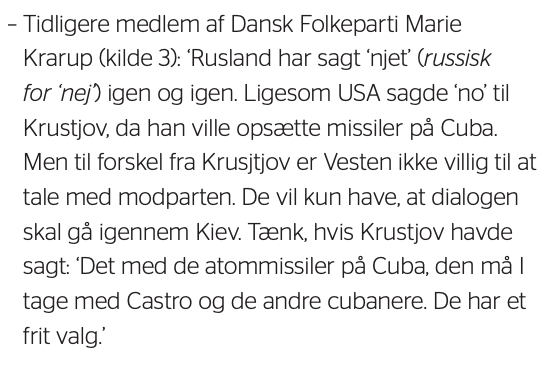 – Tidligere medlem af Dansk Folkeparti Marie
Krarup (kilde 3): ‘Rusland har sagt ‘njet’ (russisk
for ‘nej’) igen og igen. Ligesom USA sagde ‘no’ til
Krustjov, da han ville opsætte missiler på Cuba.
Men til forskel fra Krusjtjov er Vesten ikke villig til at
tale med modparten. De vil kun have, at dialogen
skal gå igennem Kiev. Tænk, hvis Krustjov havde
sagt: ‘Det med de atommissiler på Cuba, den må I
tage med Castro og de andre cubanere. De har et
frit valg.’